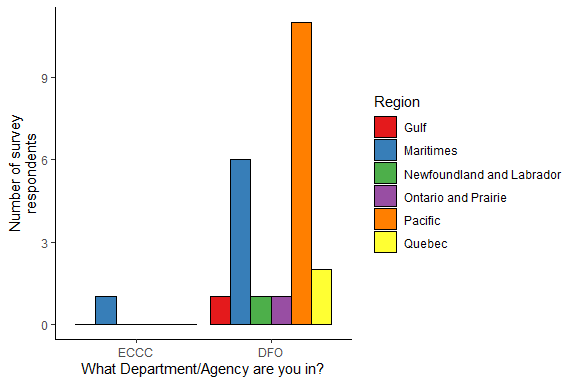 Number of survey
respondents
9
6
3
0
ECCC
DFO
What Department/Agency are you in?
Region
Gulf
Maritimes
Newfoundland and Labrador
Ontario and Prairie
Pacific
Quebec